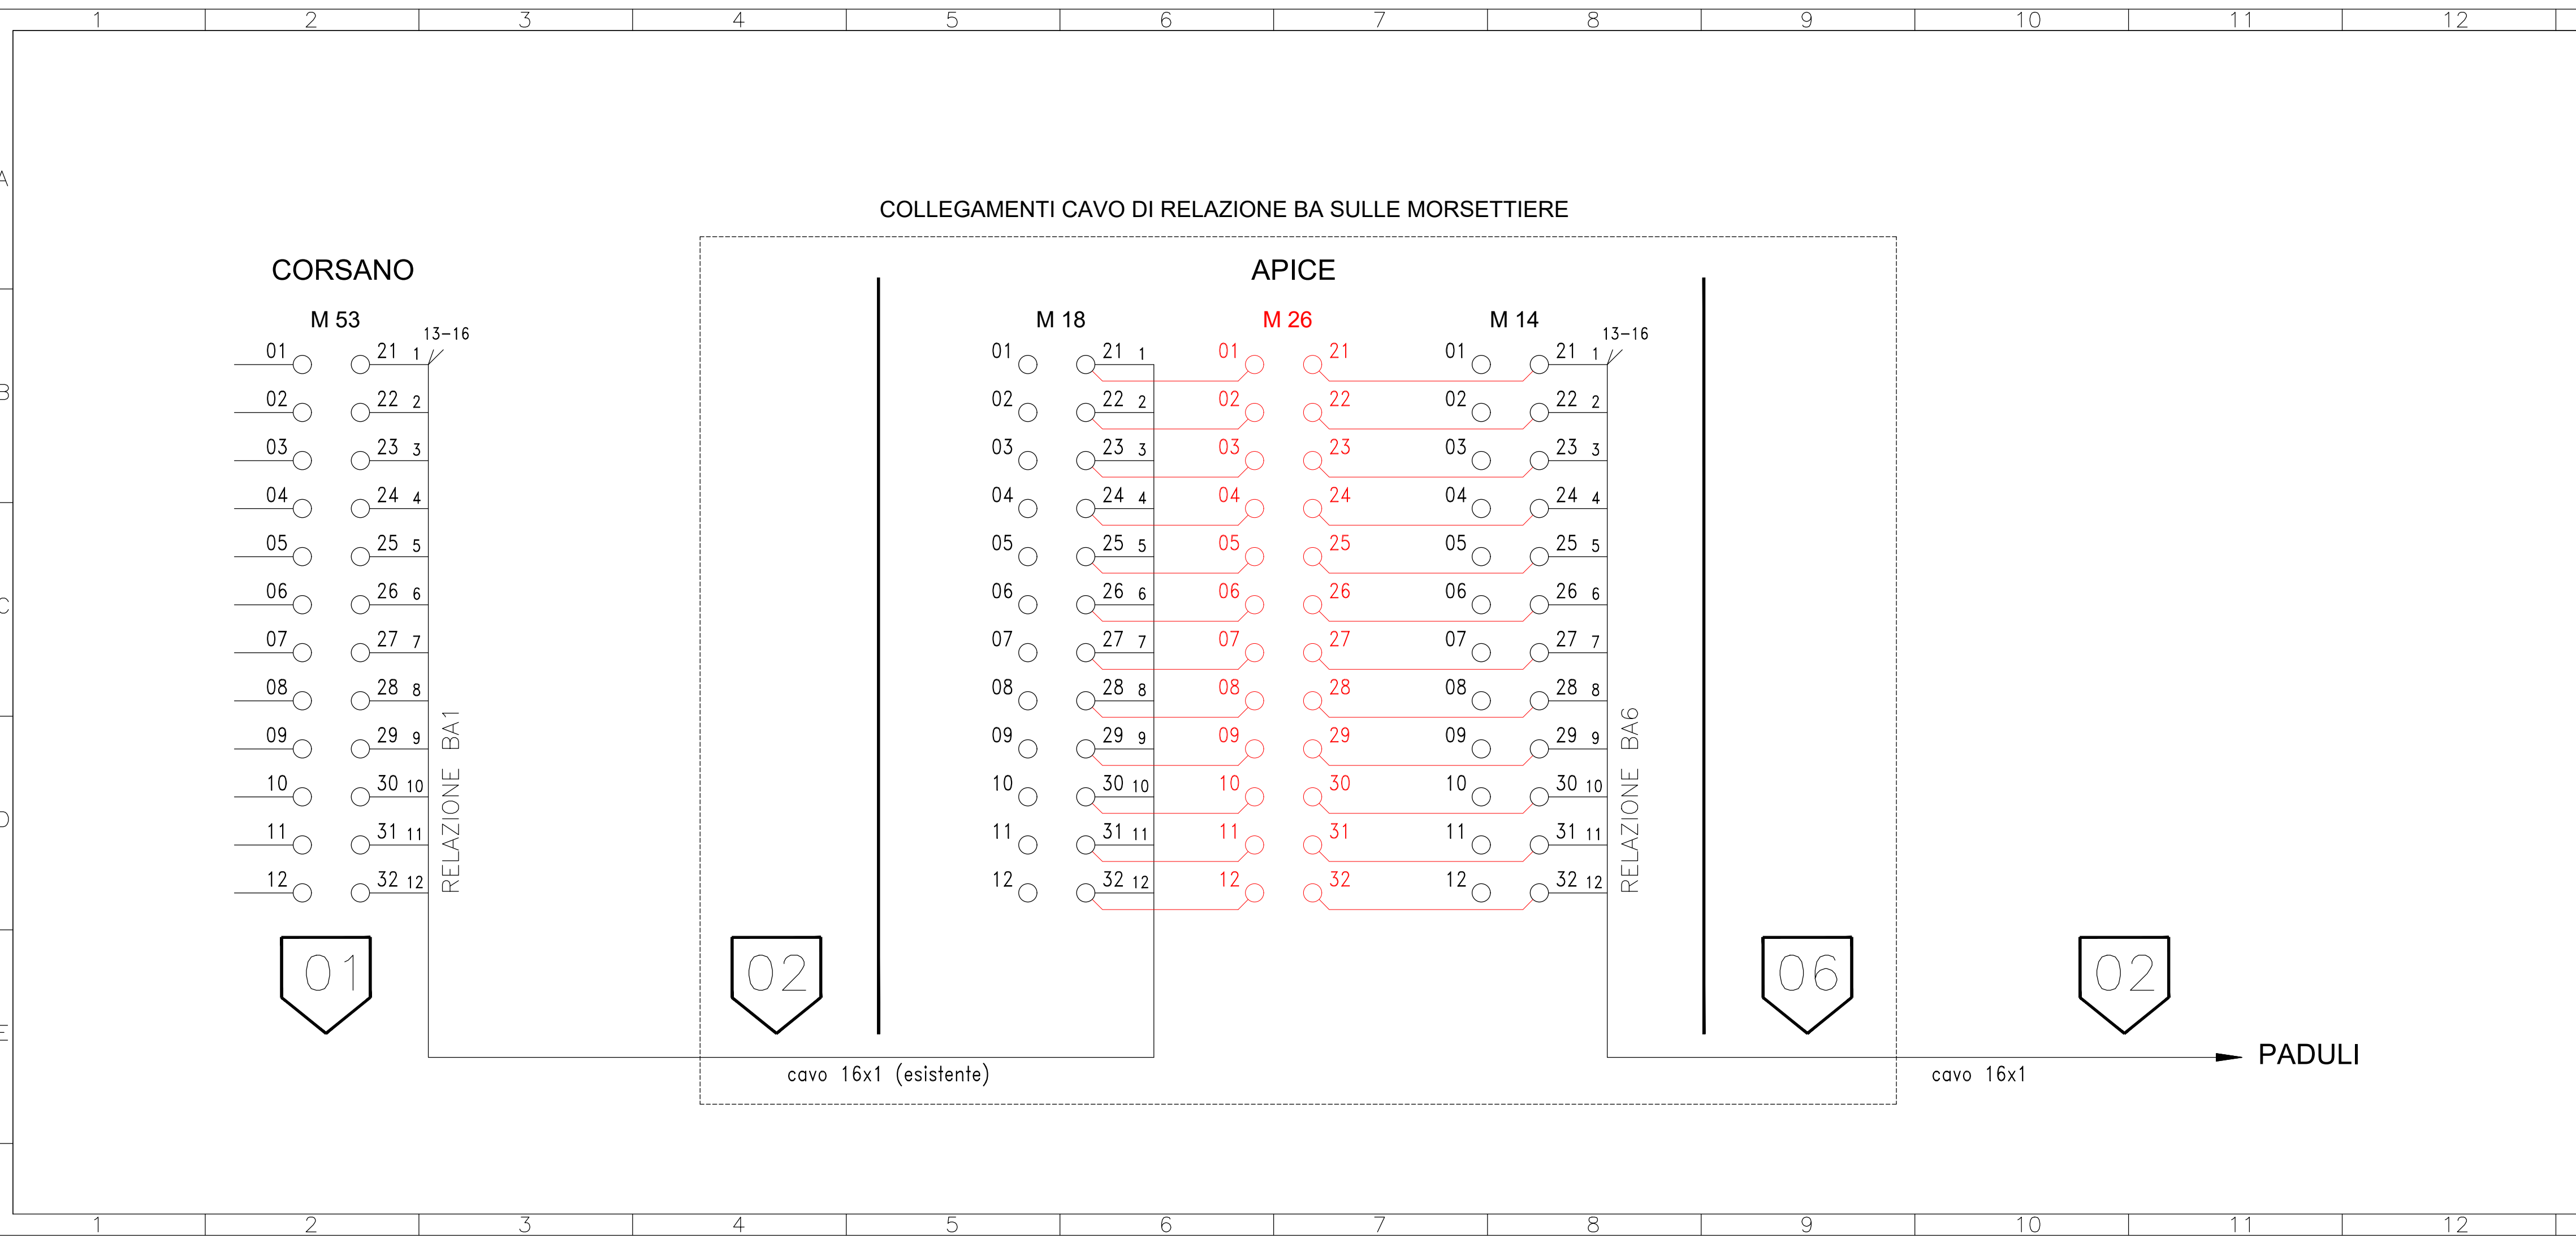 1 2 3 4 5 6 7 8 9 10 11 12
A
COLLEGAMENTI CAVO DI RELAZIONE BA SULLE MORSETTIERE
CORSANO APICE
M 53 M 18 M 26 M 14
13-16 13-16
01 21 1 01 21 1 01 21 01 21 1
B
02 22 2 02 22 2 02 22 02 22 2
03 23 3 03 23 3 03 23 03 23 3
04 24 4 04 24 4 04 24 04 24 4
05 25 5 05 25 5 05 25 05 25 5
06 26 6 06 26 6 06 26 06 26 6
C
07 27 7 07 27 7 07 27 07 27 7
08 28 8 08 28 8 08 28 08 28 8
09 29 9 09 29 9 09 29 09 29 9
10 30 10 10 30 10 10 30 10 30 10
11 31 11 11 31 11 11 31 11 31 11
D
12 32 12 12 32 12 12 32 12 32 12
RELAZIONE BA1
RELAZIONE BA6
01 02 06 02
E
PADULI
cavo 16x1 (esistente)
cavo 16x1
1 2 3 4 5 6 7 8 9 10 11 12